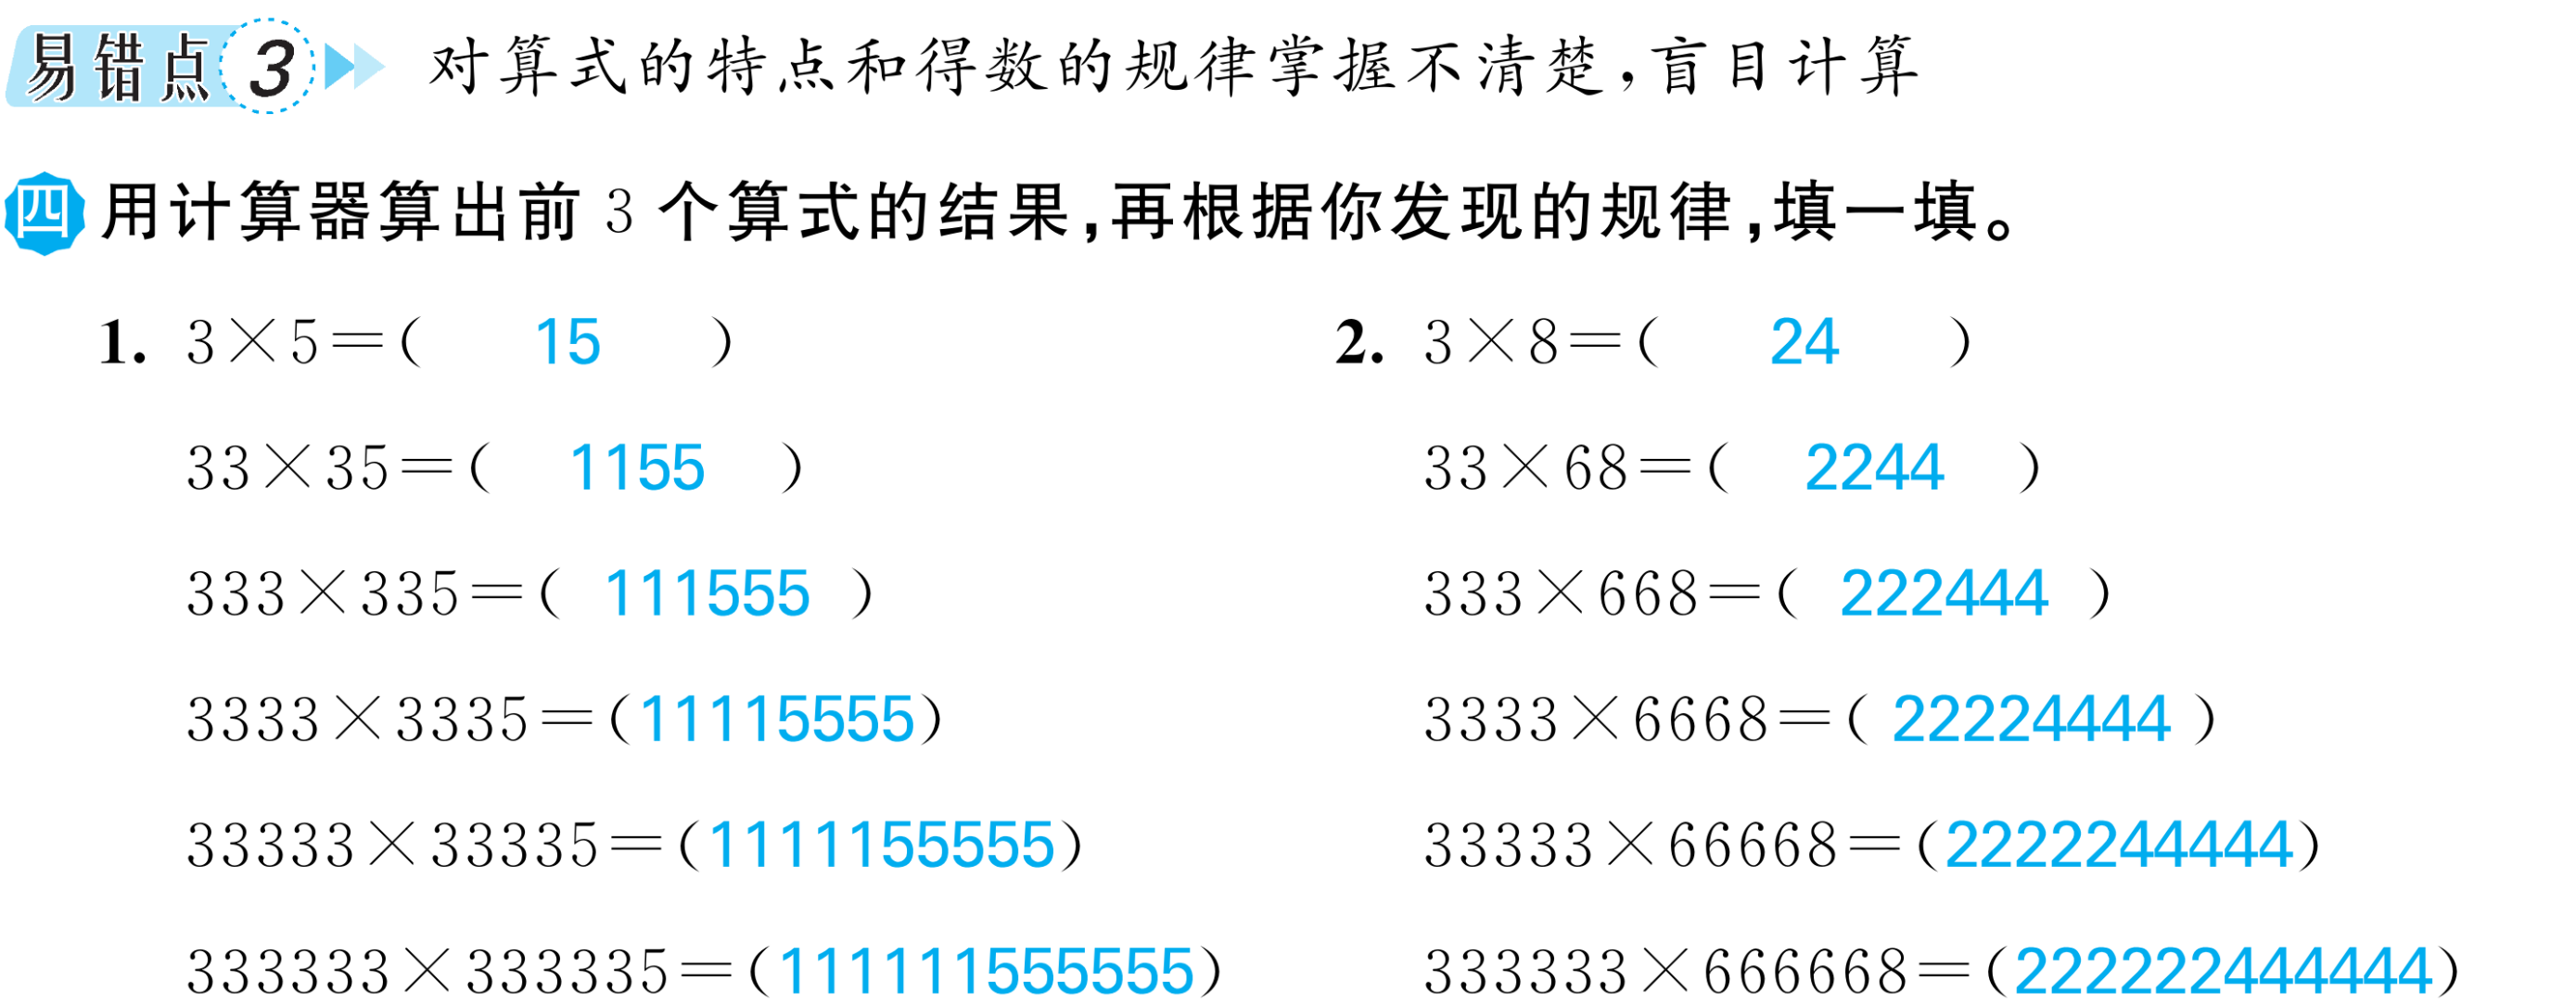 易错点 3 对算式的特点和得数的规律掌握不清楚,盲目计算
四 用计算器算出前 3 个算式的结果,再根据你发现的规律,填一填。
1. 3×5=( 15 )
33×35=( 1155 )
333×335=( 111555 )
3333×3335=(11115555)
33333×33335=(1111155555)
333333×333335=(111111555555)
2. 3×8=( 24 )
33×68=( 2244 )
333×668=( 222444 )
3333×6668=( 22224444 )
33333×66668=(2222244444)
333333×666668=(222222444444)